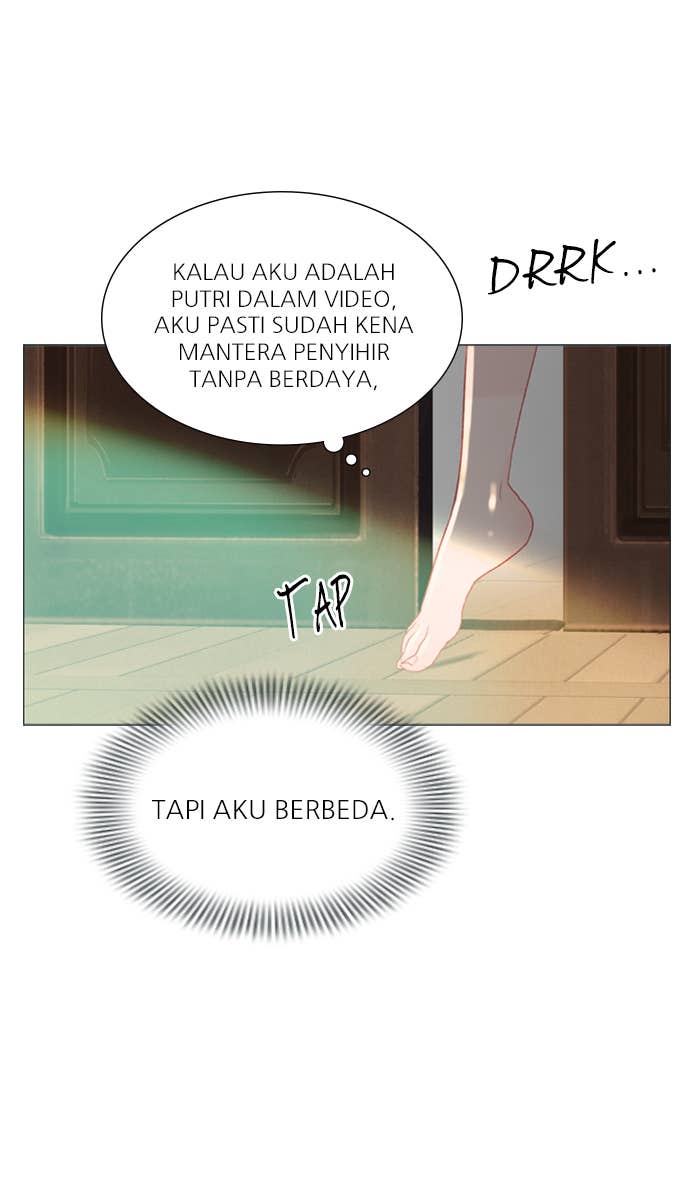 DRRK...
KALAU AKU ADALAH
PUTRI DALAM VIDEO,
AKU PASTI SUDAH KENA
MANTERA PENYIHIR
TANPA BERDAYA,
TAP
TAPI AKU BERBEDA.